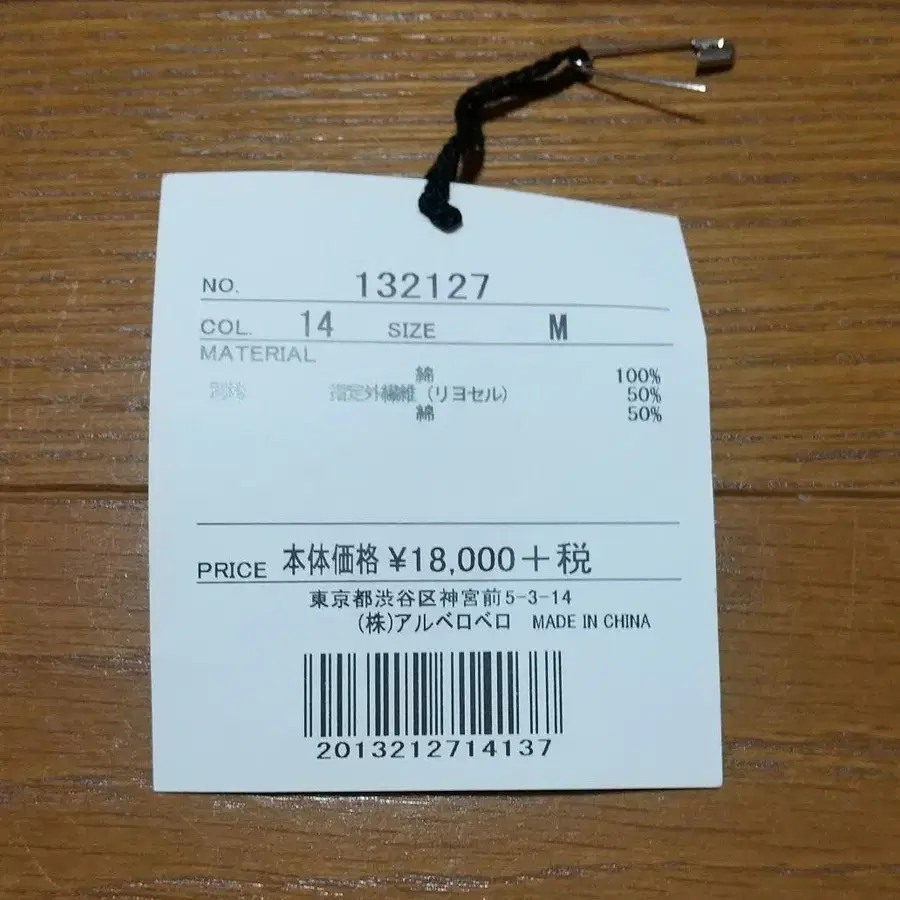 NO. 132127
COL. 14 SIZE M
MATERIAL
綿 100%
指定外繊維 (リヨセル) 50%
綿 50%
PRICE 本体価格 ¥18,000+税
東京都渋谷区神宮前5-3-14
(株)アルベロベロ MADE IN CHINA
2013212714137